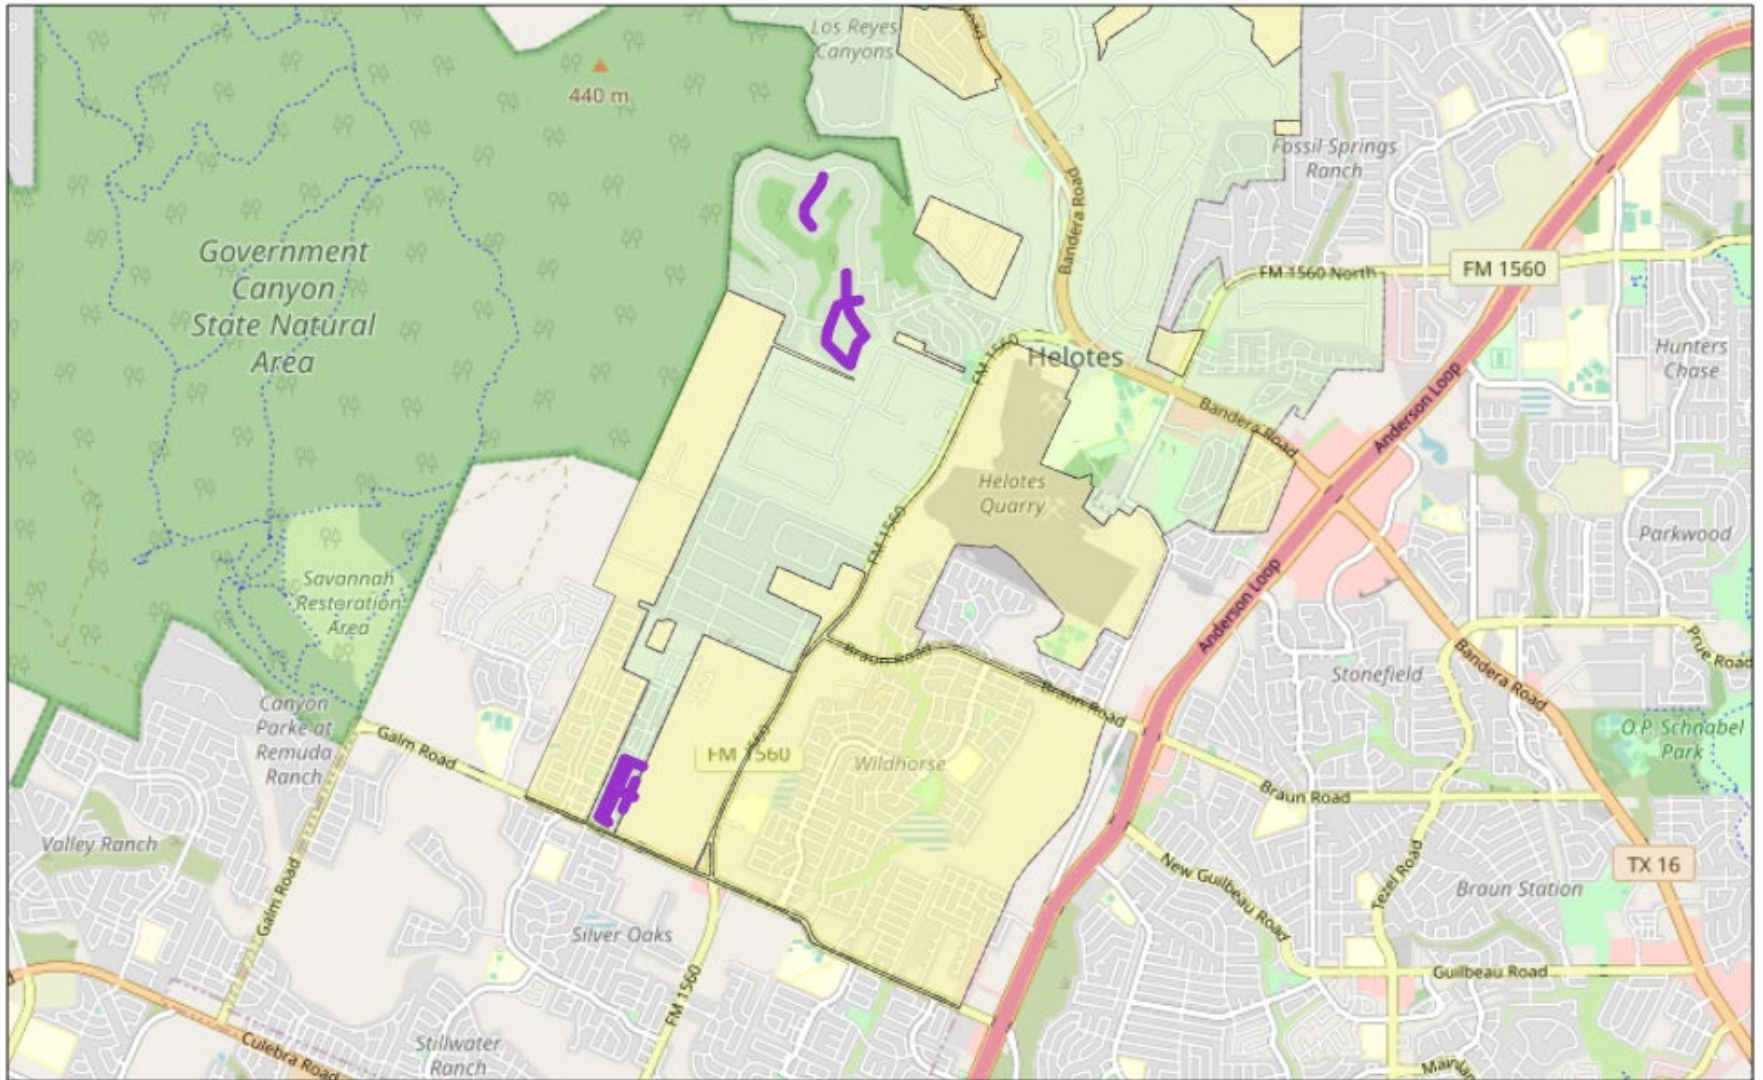 Los Reyes
Canyons
Road
440 m
Fossil Springs
Ranch
Bandera Road
Government
Canyon
State Natural
Area
FM 1560 North
FM 1560
Hunters
Chase
FM 1560
Helotes
Anderson Loop
Bandera Road
Helotes
Quarry
Parkwood
FM 1560
Savannah
Restoration
Area
Anderson Loop
Braun Road
Prue Road
Stonefield
Bandera Road
Braun Road
Canyon
Parke at
Remuda
Ranch
Galm Road
O.P. Schnabel
Park
1560
FM 1560
Wildhorse
Braun Road
Valley Ranch
New Guilbeau Road
Tezel Road
TX 16
Braun Station
Galm Road
Silver Oaks
Guilbeau Road
FM 1560
Culebra Road
Stillwater
Ranch